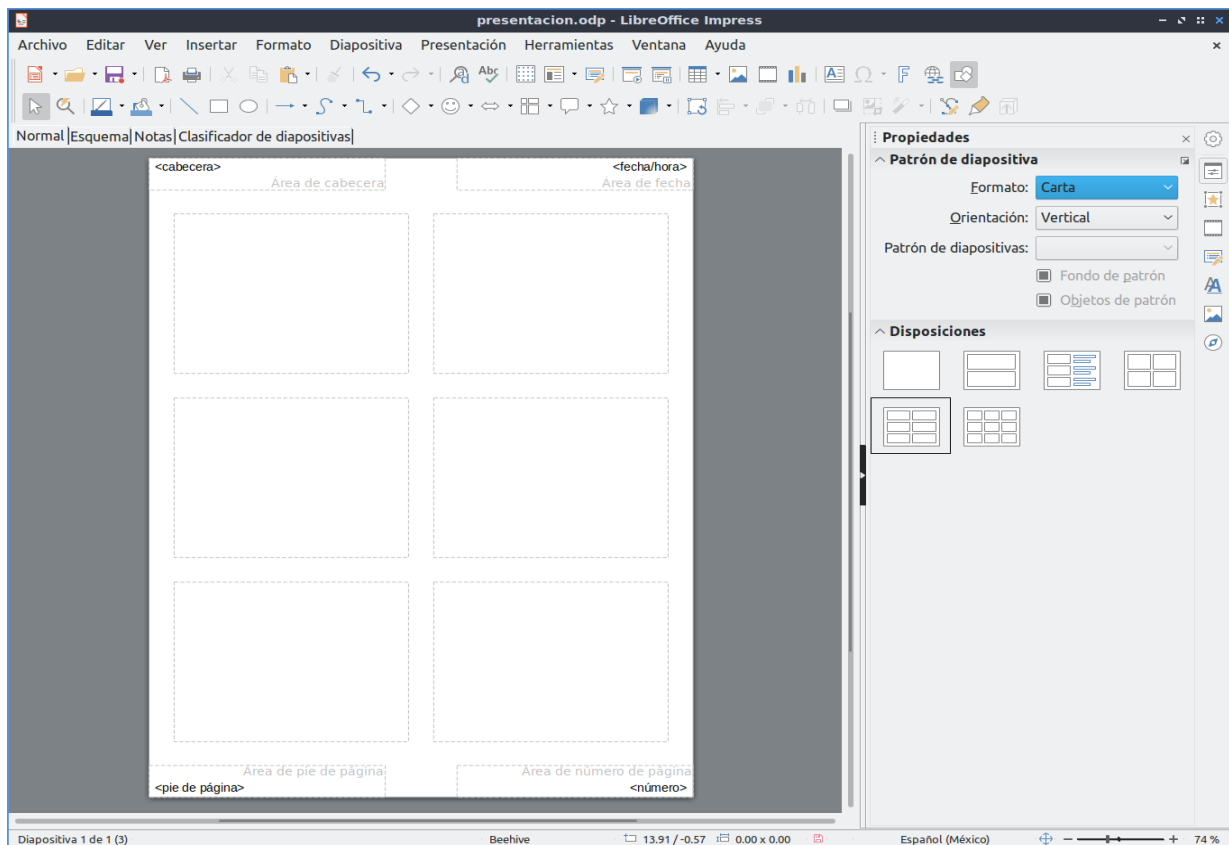 presentacion.odp - LibreOffice Impress
Archivo Editar Ver Insertar Formato Diapositiva Presentación Herramientas Ventana Ayuda
Normal Esquema Notas Clasificador de diapositivas
<cabecera>
Área de cabecera
<fecha/hora>
Área de fecha
Área de pie de página
<pie de página>
Área de número de página
<número>
Propiedades
Patrón de diapositiva
Formato: Carta
Orientación: Vertical
Patrón de diapositivas:
Fondo de patrón
Objetos de patrón
Disposiciones
Diapositiva 1 de 1 (3) Beehive 13.91 / -0.57 0.00 x 0.00 Español (México) 74 %